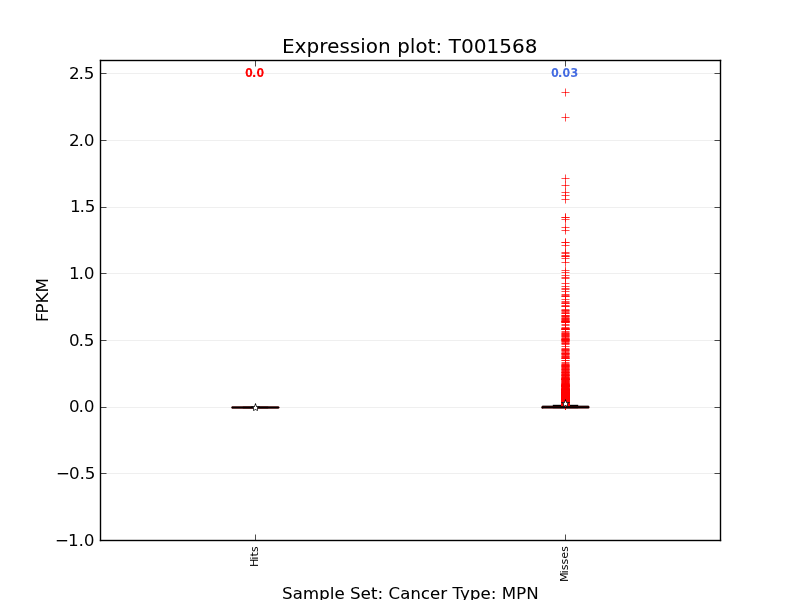 Expression plot: T001568
0.0
0.03
2.5
2.0
1.5
1.0
0.5
0.0
−0.5
−1.0
FPKM
Hits
Misses
Sample Set: Cancer Type: MPN